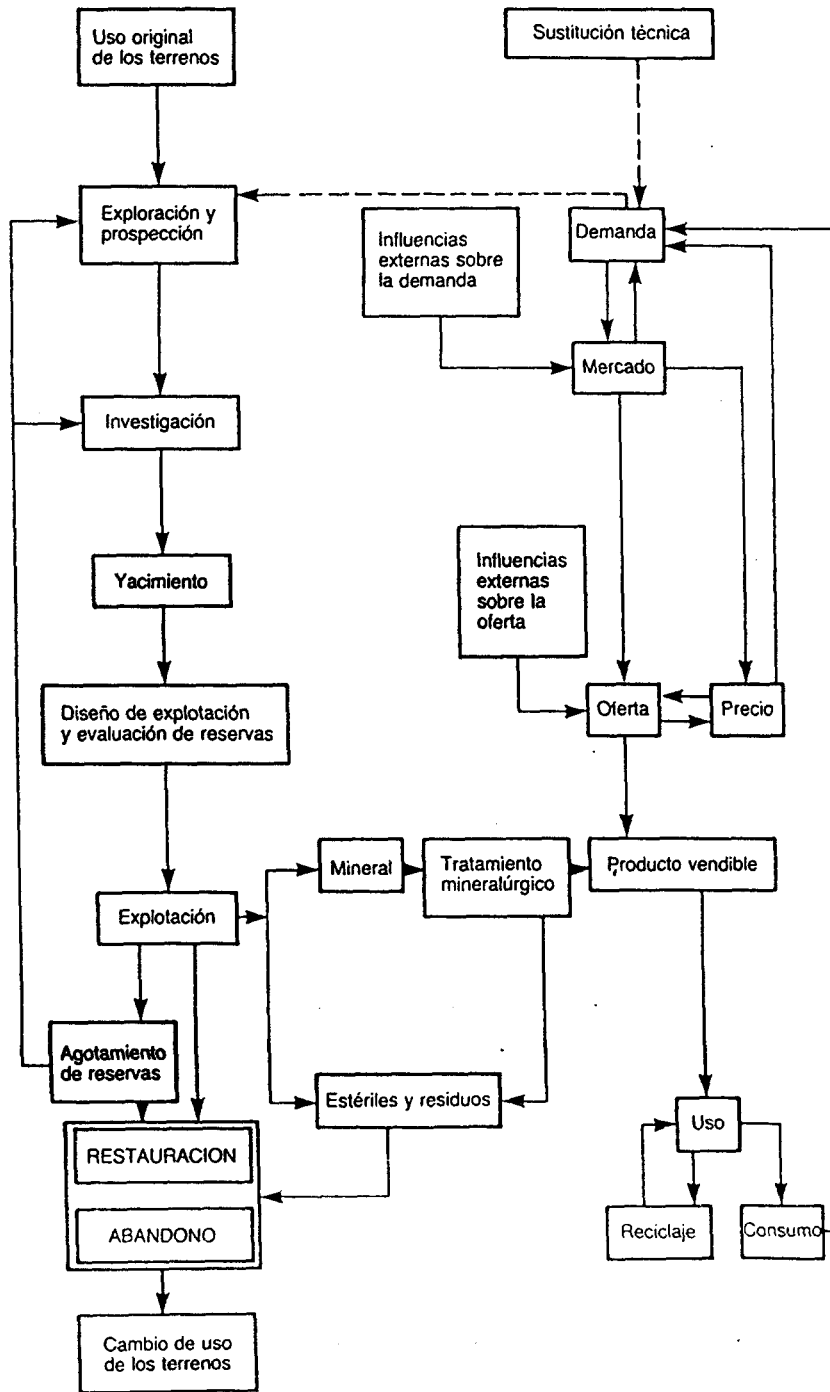 Uso original
de los terrenos
Sustitución técnica
Exploración y
prospección
Influencias
externas sobre
la demanda
Demanda
Mercado
Investigación
Yacimiento
Influencias
externas
sobre la
oferta
Diseño de explotación
y evaluación de reservas
Oferta
Precio
Mineral
Tratamiento
mineralúrgico
Producto vendible
Explotación
Agotamiento
de reservas
Estériles y residuos
Uso
RESTAURACION
ABANDONO
Reciclaje
Consumo
Cambio de uso
de los terrenos